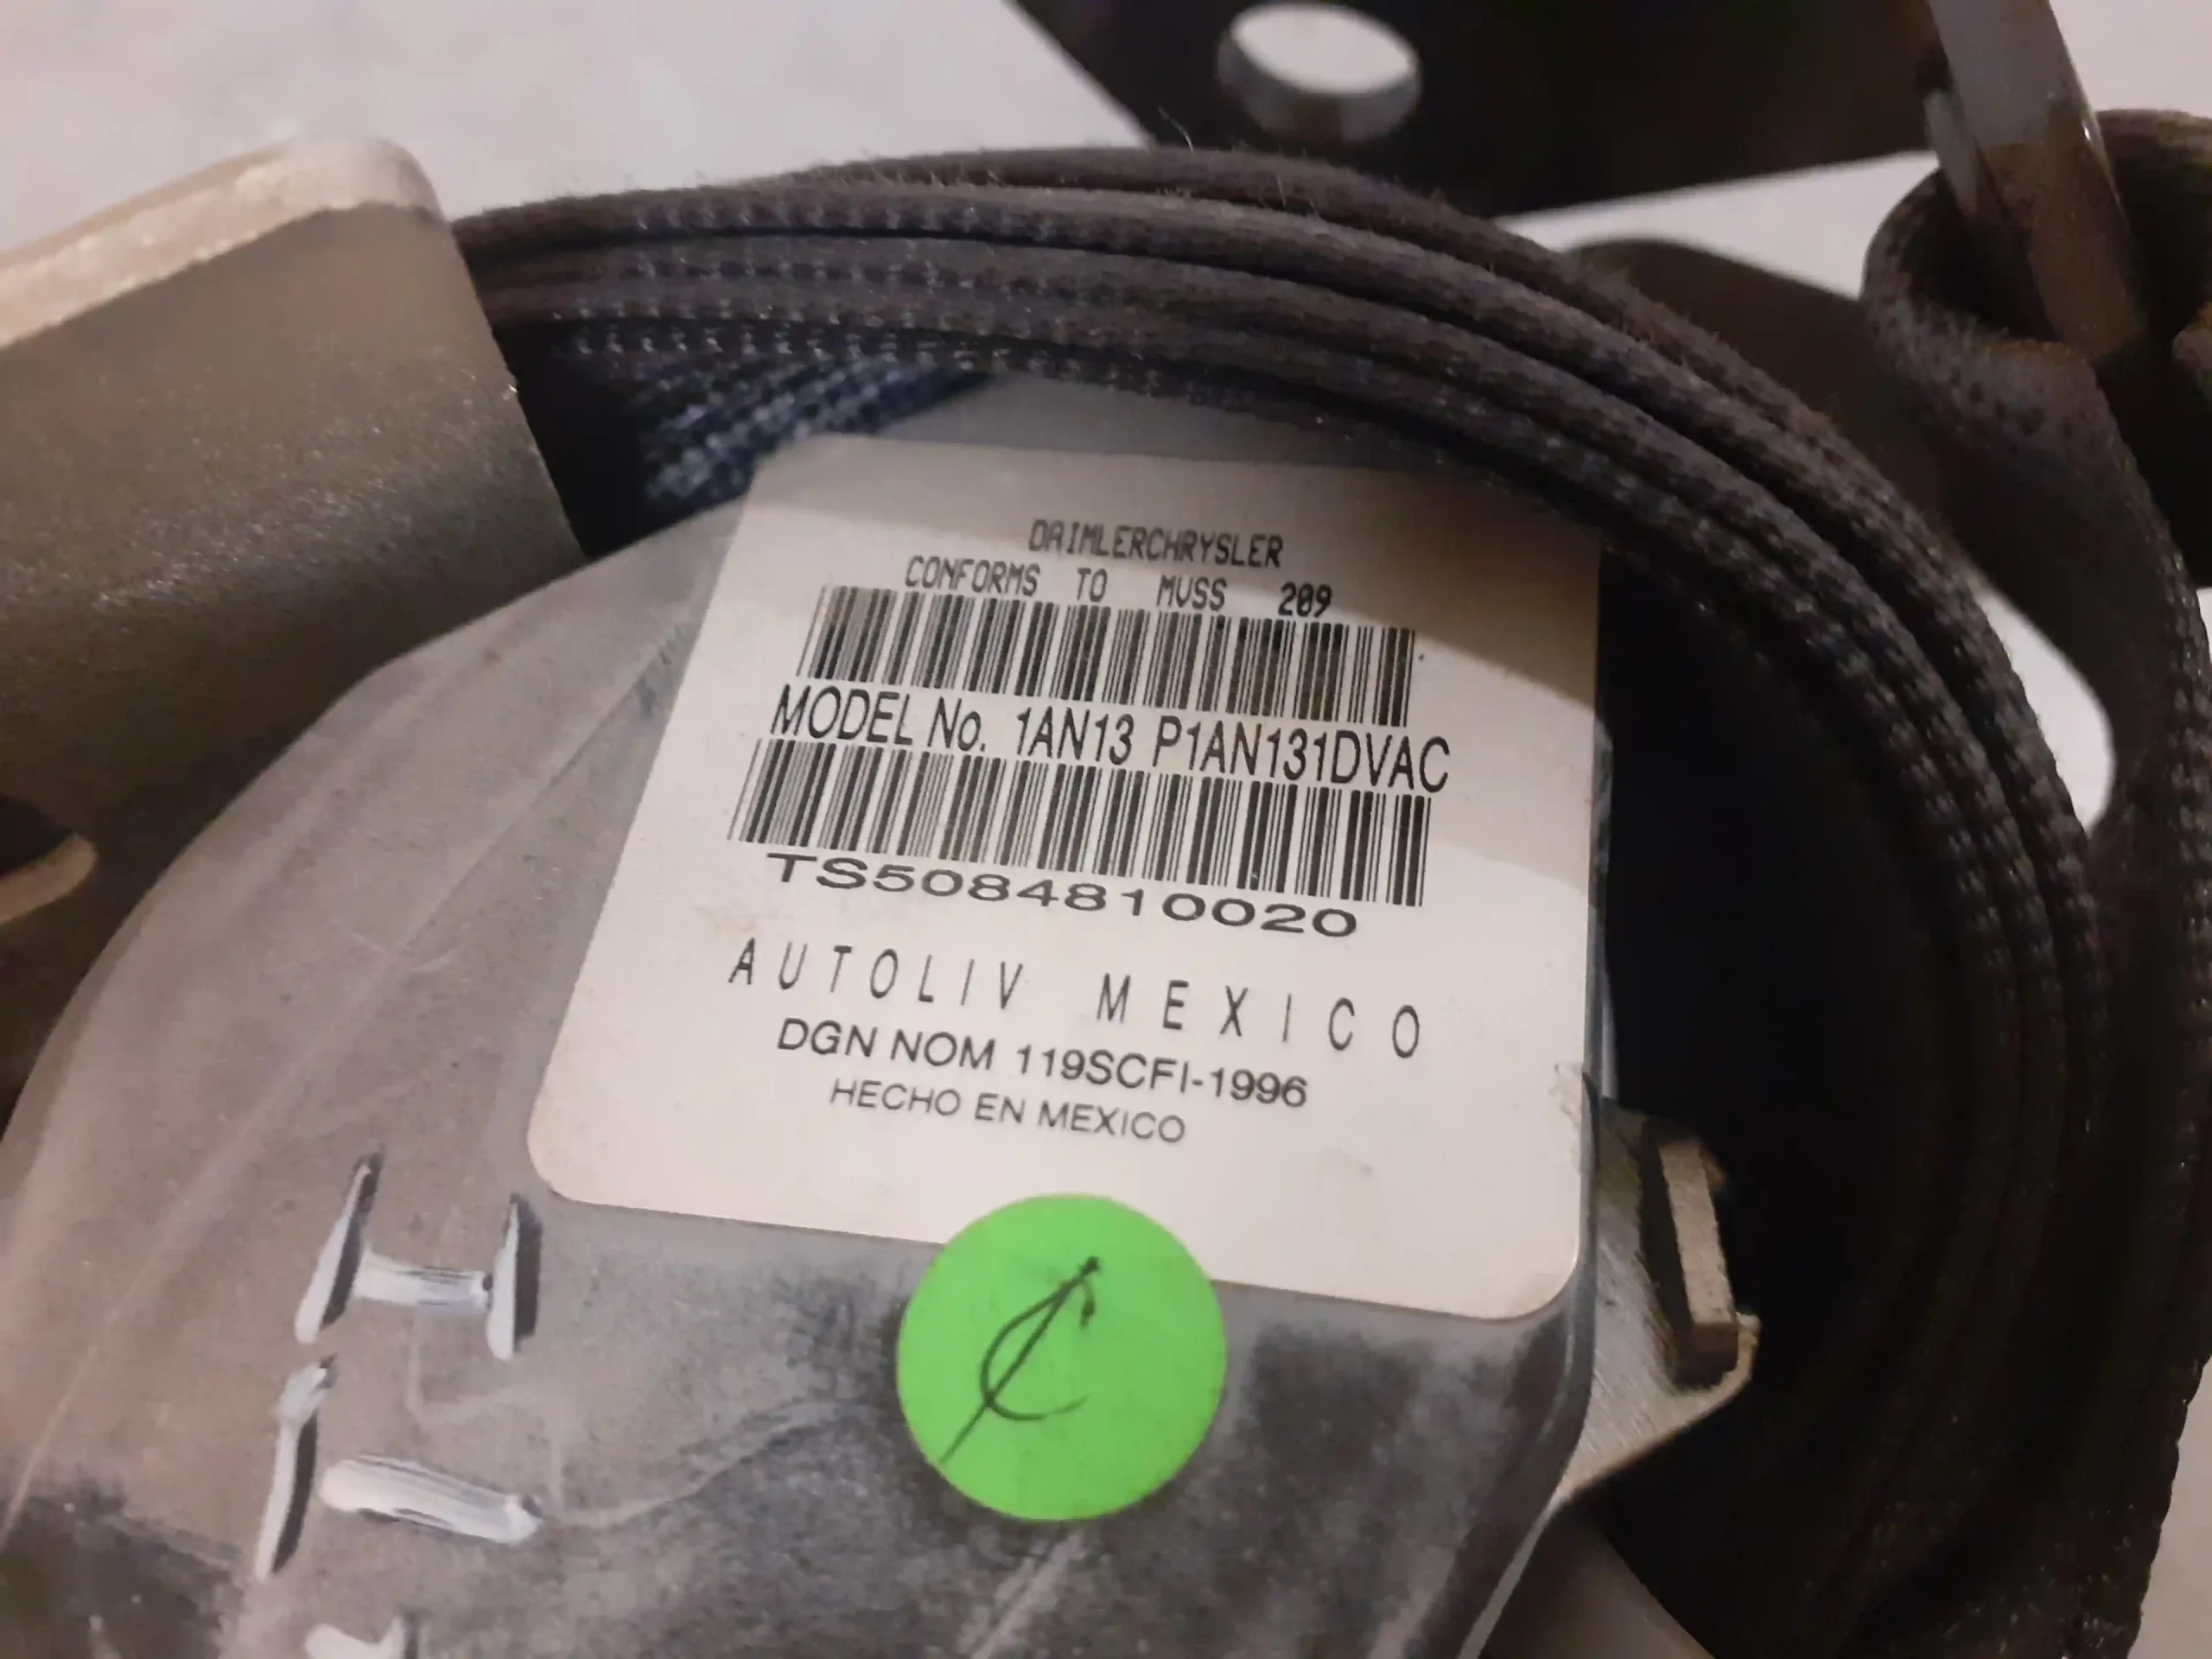 DAIMLERCHRYSLER
CONFORMS TO MVSS 209
MODEL No. 1AN13 P1AN131DVAC
TS5084810020
AUTOLIV MEXICO
DGN NOM 119SCFI-1996
HECHO EN MEXICO